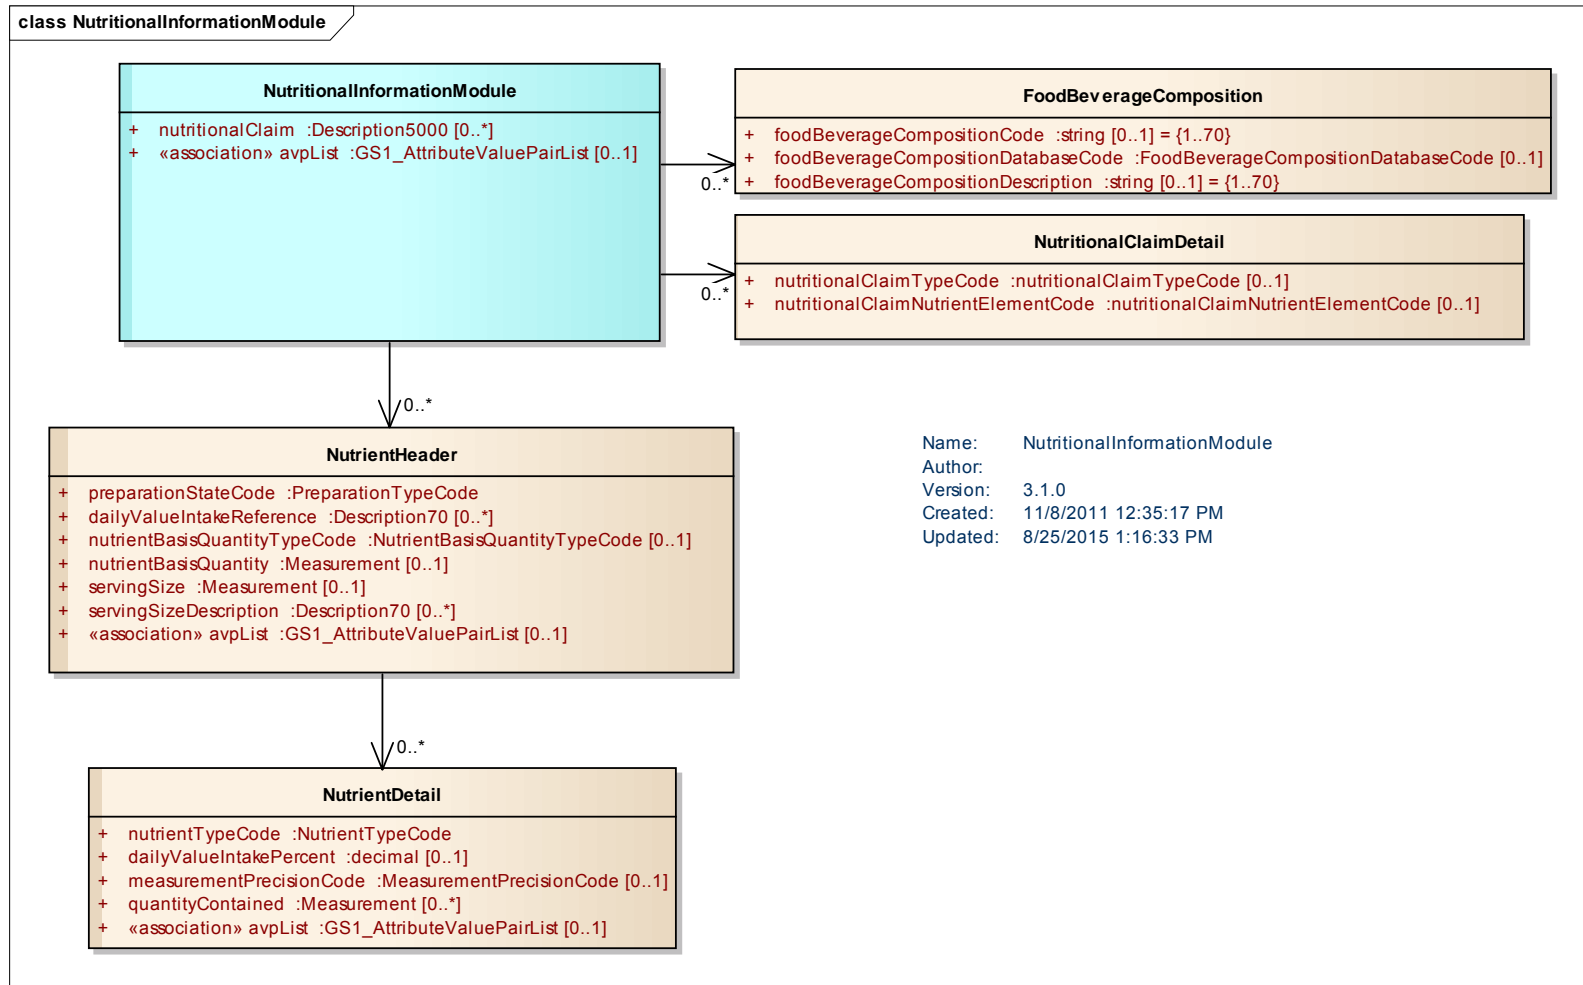 class NutritionalInformationModule
NutritionalInformationModule
+ nutritionalClaim :Description5000 [0..*]
+ «association» avpList :GS1_AttributeValuePairList [0..1]
FoodBeverageComposition
+ foodBeverageCompositionCode :string [0..1] = {1..70}
+ foodBeverageCompositionDatabaseCode :FoodBeverageCompositionDatabaseCode [0..1]
+ foodBeverageCompositionDescription :string [0..1] = {1..70}
0..*
NutritionalClaimDetail
+ nutritionalClaimTypeCode :nutritionalClaimTypeCode [0..1]
+ nutritionalClaimNutrientElementCode :nutritionalClaimNutrientElementCode [0..1]
0..*
0..*
NutrientHeader
+ preparationStateCode :PreparationTypeCode
+ dailyValueIntakeReference :Description70 [0..*]
+ nutrientBasisQuantityTypeCode :NutrientBasisQuantityTypeCode [0..1]
+ nutrientBasisQuantity :Measurement [0..1]
+ servingSize :Measurement [0..1]
+ servingSizeDescription :Description70 [0..*]
+ «association» avpList :GS1_AttributeValuePairList [0..1]
Name: NutritionalInformationModule
Author:
Version: 3.1.0
Created: 11/8/2011 12:35:17 PM
Updated: 8/25/2015 1:16:33 PM
0..*
NutrientDetail
+ nutrientTypeCode :NutrientTypeCode
+ dailyValueIntakePercent :decimal [0..1]
+ measurementPrecisionCode :MeasurementPrecisionCode [0..1]
+ quantityContained :Measurement [0..*]
+ «association» avpList :GS1_AttributeValuePairList [0..1]